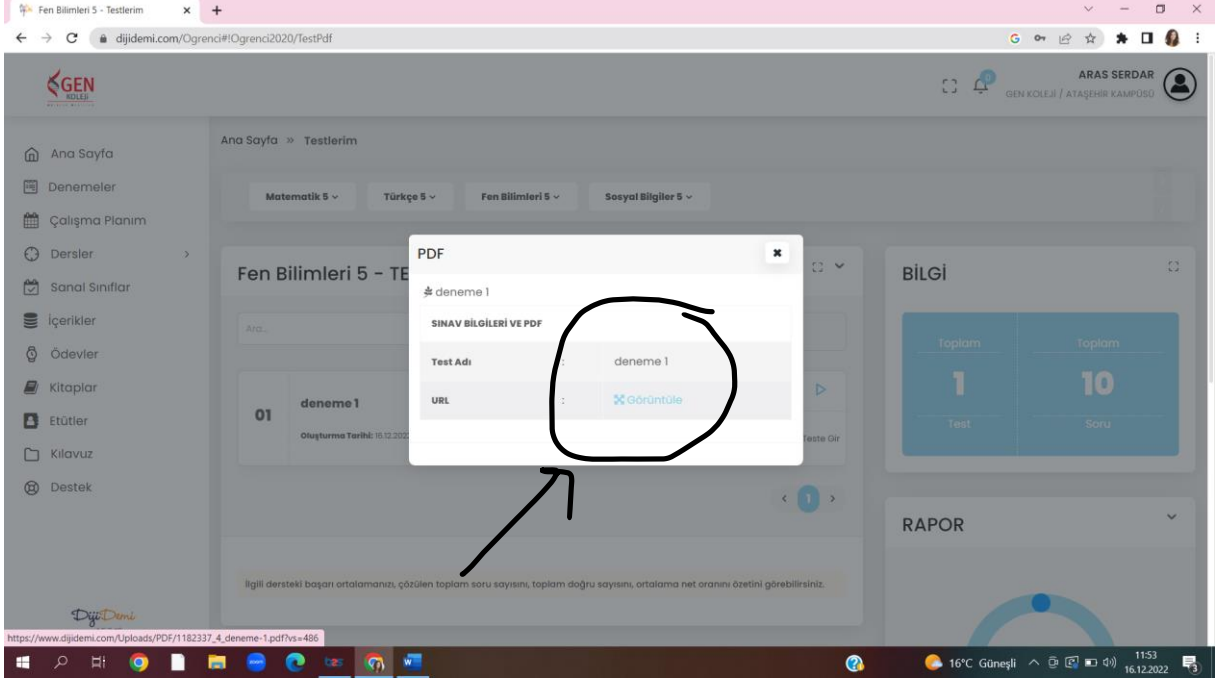 Fen Bilimleri 5 - Testlerim
dijidemi.com/Ogrenci#!Ogrenci2020/TestPdf
GEN
KOLEJİ
0
ARAS SERDAR
GEN KOLEJİ / ATAŞEHİR KAMPÜSÜ
Ana Sayfa
Denemeler
Çalışma Planım
Dersler
Sanal Sınıflar
İçerikler
Ödevler
Kitaplar
Etütler
Kılavuz
Destek
DijiDemi
Ana Sayfa » Testlerim
Matematik 5 Türkçe 5 Fen Bilimleri 5 Sosyal Bilgiler 5
Fen Bilimleri 5 - TE
Ara...
01
deneme 1
Oluşturma Tarihi: 16.12.202
Teste Gir
PDF
deneme 1
SINAV BİLGİLERİ VE PDF
Test Adı : deneme 1
URL : Görüntüle
‹ 1 ›
İlgili dersteki başarı ortalamanızı, çözülen toplam soru sayısını, toplam doğru sayısını, ortalama net oranını özetini görebilirsiniz.
BİLGİ
Toplam
1
Test
Toplam
10
Soru
RAPOR
https://www.dijidemi.com/Uploads/PDF/1182337_4_deneme-1.pdf?vs=486
16°C Güneşli
11:53
16.12.2022
3